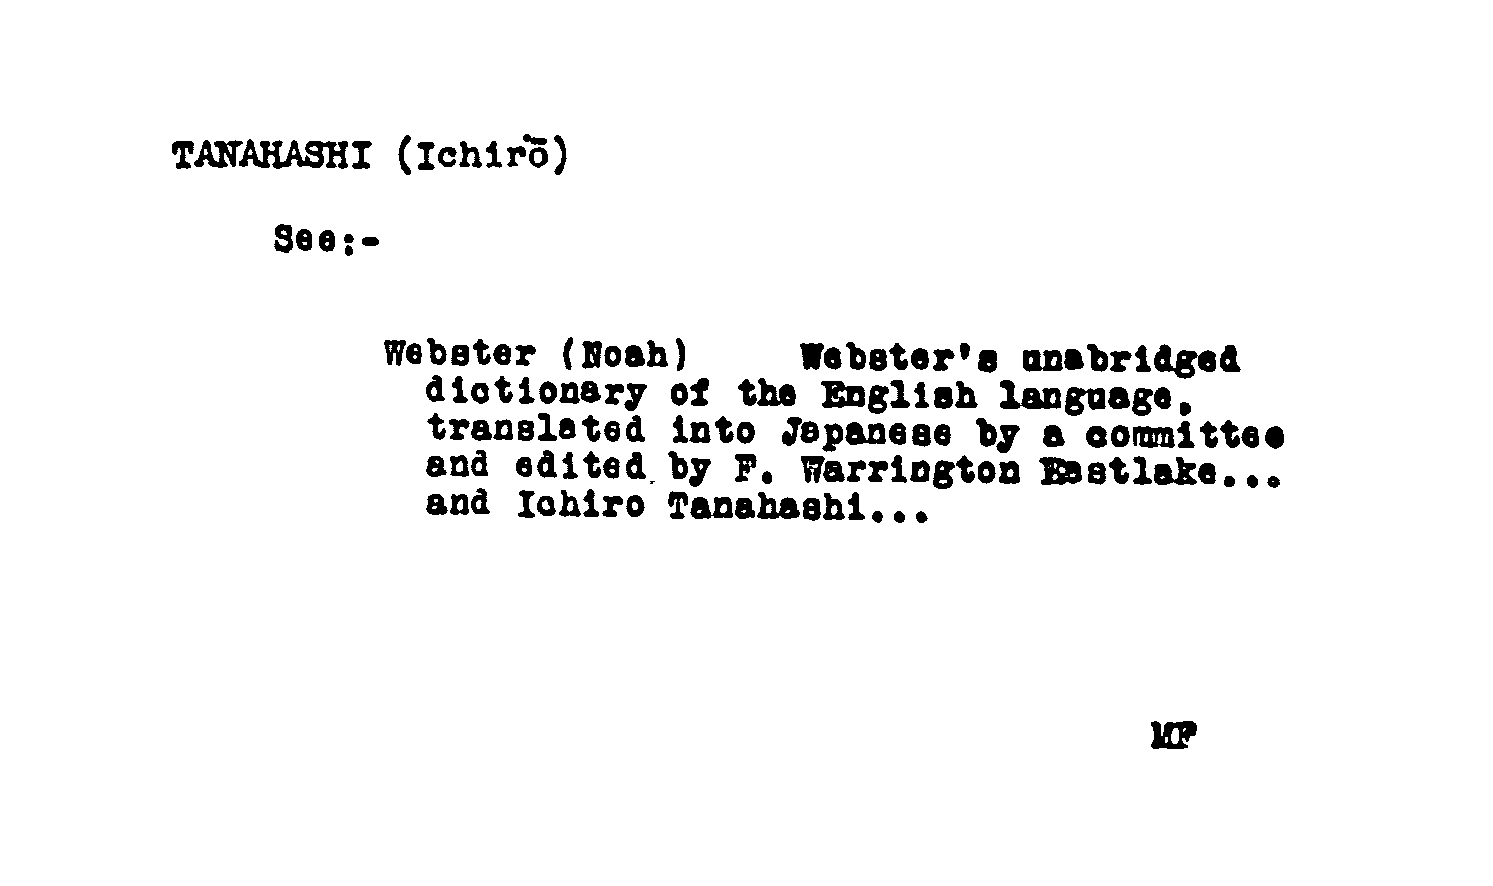 TANAHASHI (Ichirō)
See:-
Webster (Noah) Webster's unabridged
dictionary of the English language,
translated into Japanese by a committee
and edited by F. Warrington Eastlake...
and Ichiro Tanahashi...
MF